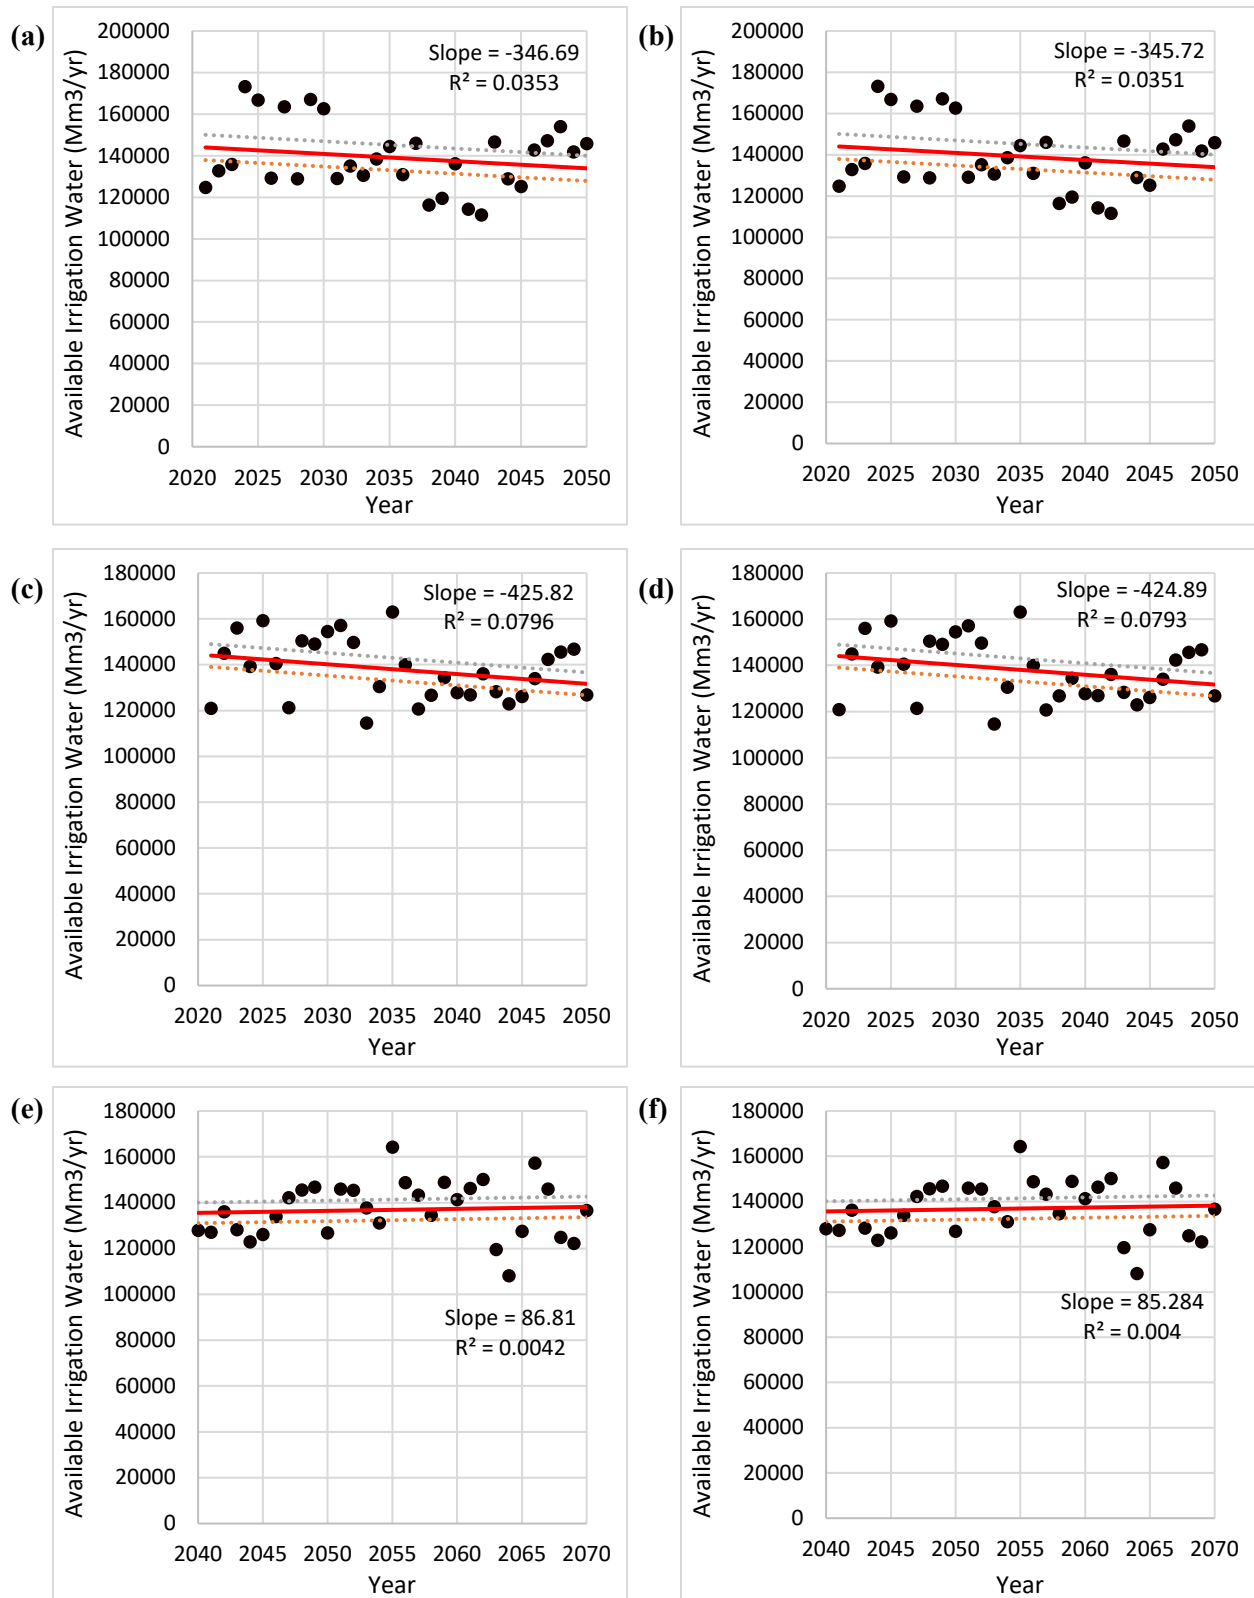 (a)
Available Irrigation Water (Mm3/yr)
200000
180000
160000
140000
120000
100000
80000
60000
40000
20000
0
Slope = -346.69
R² = 0.0353
2020 2025 2030 2035 2040 2045 2050
Year
(b)
Available Irrigation Water (Mm3/yr)
200000
180000
160000
140000
120000
100000
80000
60000
40000
20000
0
Slope = -345.72
R² = 0.0351
2020 2025 2030 2035 2040 2045 2050
Year
(c)
Available Irrigation Water (Mm3/yr)
180000
160000
140000
120000
100000
80000
60000
40000
20000
0
Slope = -425.82
R² = 0.0796
2020 2025 2030 2035 2040 2045 2050
Year
(d)
Available Irrigation Water (Mm3/yr)
180000
160000
140000
120000
100000
80000
60000
40000
20000
0
Slope = -424.89
R² = 0.0793
2020 2025 2030 2035 2040 2045 2050
Year
(e)
Available Irrigation Water (Mm3/yr)
180000
160000
140000
120000
100000
80000
60000
40000
20000
0
Slope = 86.81
R² = 0.0042
2040 2045 2050 2055 2060 2065 2070
Year
(f)
Available Irrigation Water (Mm3/yr)
180000
160000
140000
120000
100000
80000
60000
40000
20000
0
Slope = 85.284
R² = 0.004
2040 2045 2050 2055 2060 2065 2070
Year